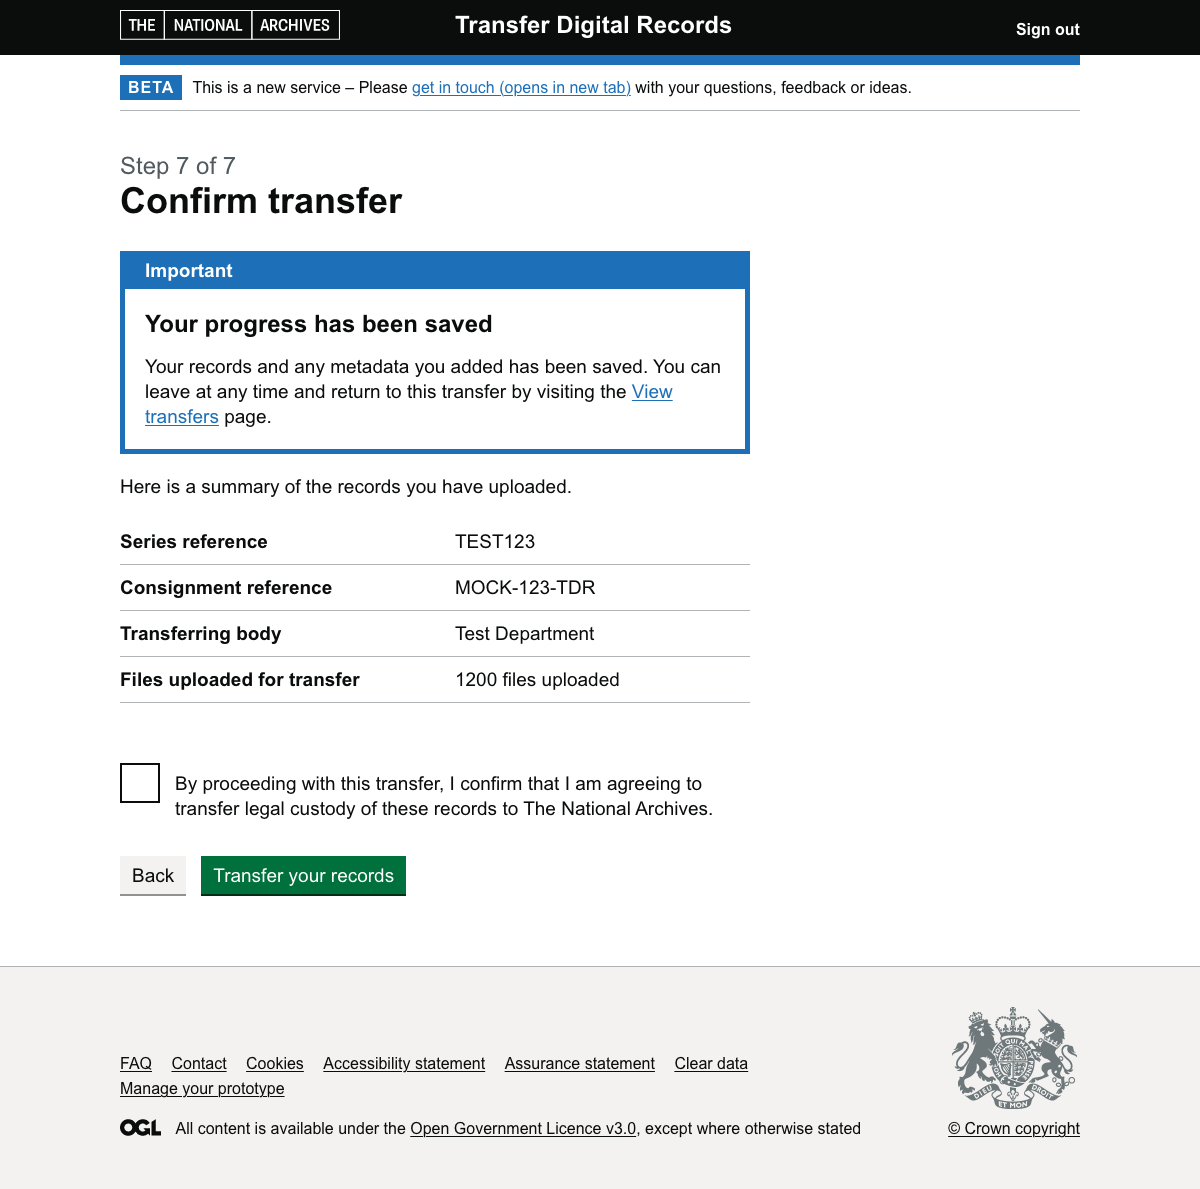 THE NATIONAL ARCHIVES
Transfer Digital Records
Sign out
BETA This is a new service – Please get in touch (opens in new tab) with your questions, feedback or ideas.
Step 7 of 7
Confirm transfer
Important
Your progress has been saved
Your records and any metadata you added has been saved. You can
leave at any time and return to this transfer by visiting the View
transfers page.
Here is a summary of the records you have uploaded.
Series reference TEST123
Consignment reference MOCK-123-TDR
Transferring body Test Department
Files uploaded for transfer 1200 files uploaded
By proceeding with this transfer, I confirm that I am agreeing to
transfer legal custody of these records to The National Archives.
Back Transfer your records
FAQ Contact Cookies Accessibility statement Assurance statement Clear data
Manage your prototype
DIEU ET MON DROIT
OGL All content is available under the Open Government Licence v3.0, except where otherwise stated
© Crown copyright